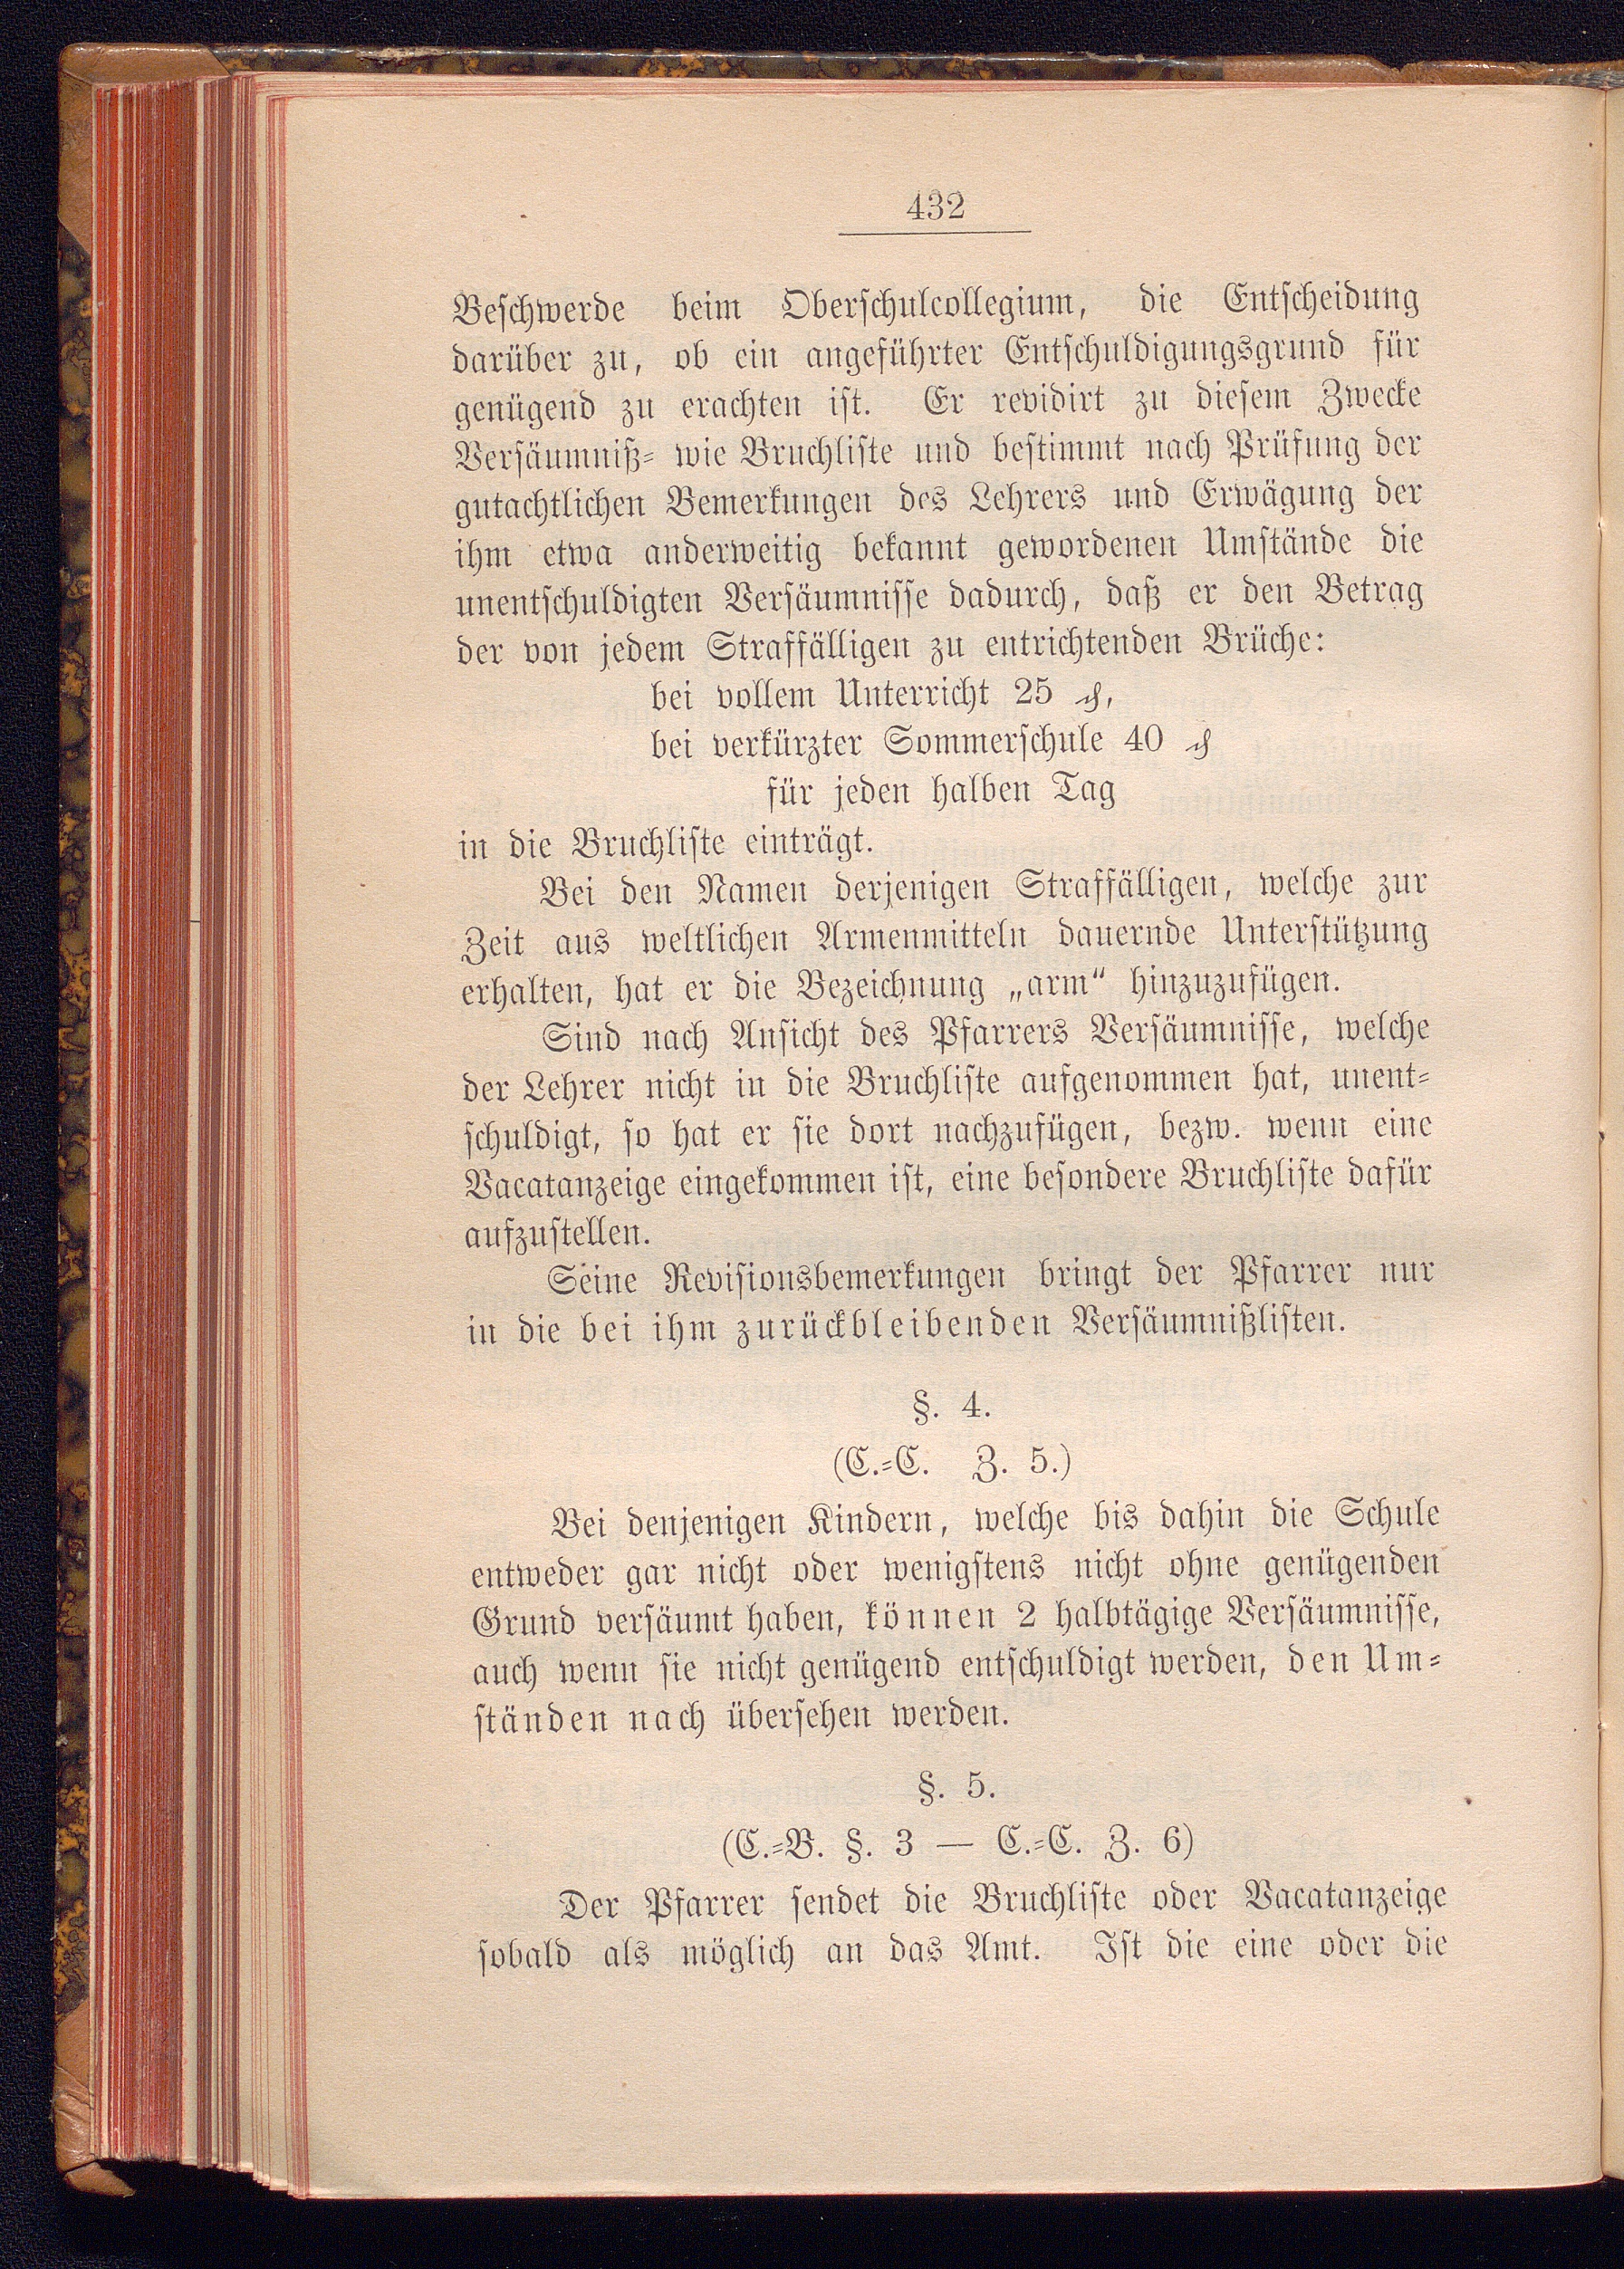 432
Beschwerde beim Oberschulcollegium, die Entscheidung
darüber zu, ob ein angeführter Entschuldigungsgrund für
genügend zu erachten ist. Er revidirt zu diesem Zwecke
Versäumniß- wie Bruchliste und bestimmt nach Prüfung der
gutachtlichen Bemerkungen des Lehrers und Erwägung der
ihm etwa anderweitig bekannt gewordenen Umstände die
unentschuldigten Versäumnisse dadurch, daß er den Betrag
der von jedem Straffälligen zu entrichtenden Brüche:
bei vollem Unterricht 25 ₰,
bei verkürzter Sommerschule 40 ₰
für jeden halben Tag
in die Bruchliste einträgt.
Bei den Namen derjenigen Straffälligen, welche zur
Zeit aus weltlichen Armenmitteln dauernde Unterstützung
erhalten, hat er die Bezeichnung „arm“ hinzuzufügen.
Sind nach Ansicht des Pfarrers Versäumnisse, welche
der Lehrer nicht in die Bruchliste aufgenommen hat, unent-
schuldigt, so hat er sie dort nachzufügen, bezw. wenn eine
Vacatanzeige eingekommen ist, eine besondere Bruchliste dafür
aufzustellen.
Seine Revisionsbemerkungen bringt der Pfarrer nur
in die bei ihm zurückbleibenden Versäumnißlisten.
§. 4.
(C.-C. Z. 5.)
Bei denjenigen Kindern, welche bis dahin die Schule
entweder gar nicht oder wenigstens nicht ohne genügenden
Grund versäumt haben, können 2 halbtägige Versäumnisse,
auch wenn sie nicht genügend entschuldigt werden, den Um-
ständen nach übersehen werden.
§. 5.
(C.-B. §. 3 — C.-C. Z. 6)
Der Pfarrer sendet die Bruchliste oder Vacatanzeige
sobald als möglich an das Amt. Ist die eine oder die